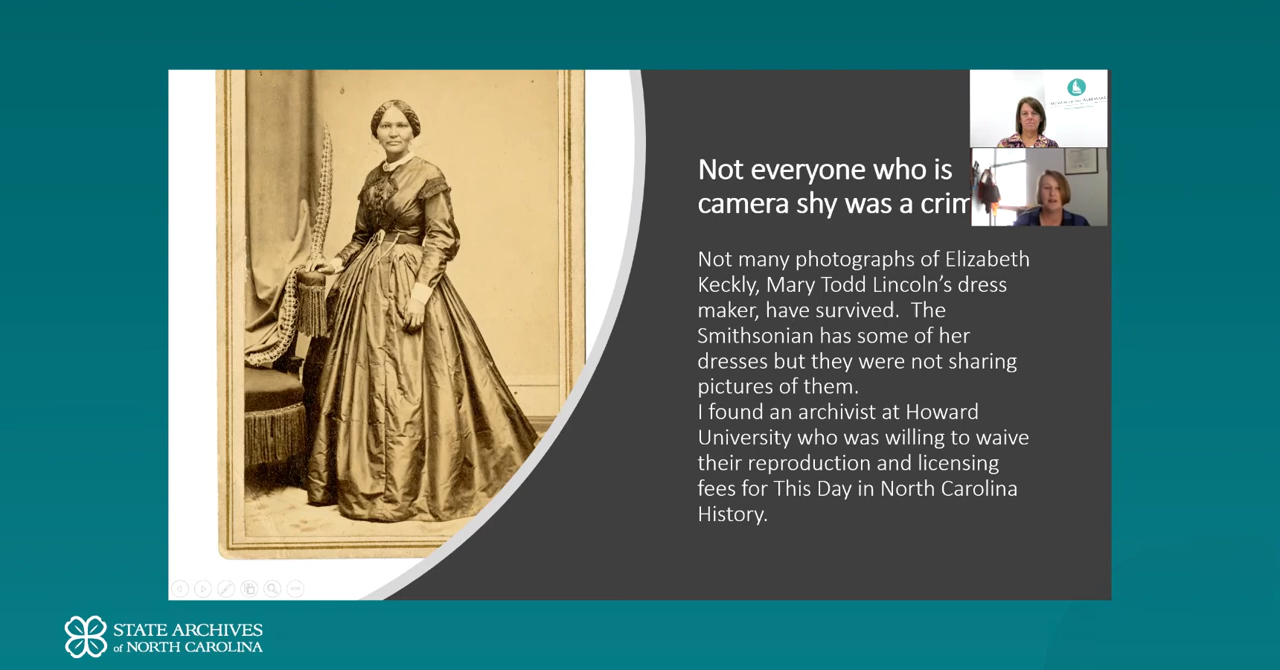 Not everyone who is
camera shy was a crim
Not many photographs of Elizabeth
Keckly, Mary Todd Lincoln’s dress
maker, have survived.  The
Smithsonian has some of her
dresses but they were not sharing
pictures of them.
I found an archivist at Howard
University who was willing to waive
their reproduction and licensing
fees for This Day in North Carolina
History.
STATE ARCHIVES
of NORTH CAROLINA